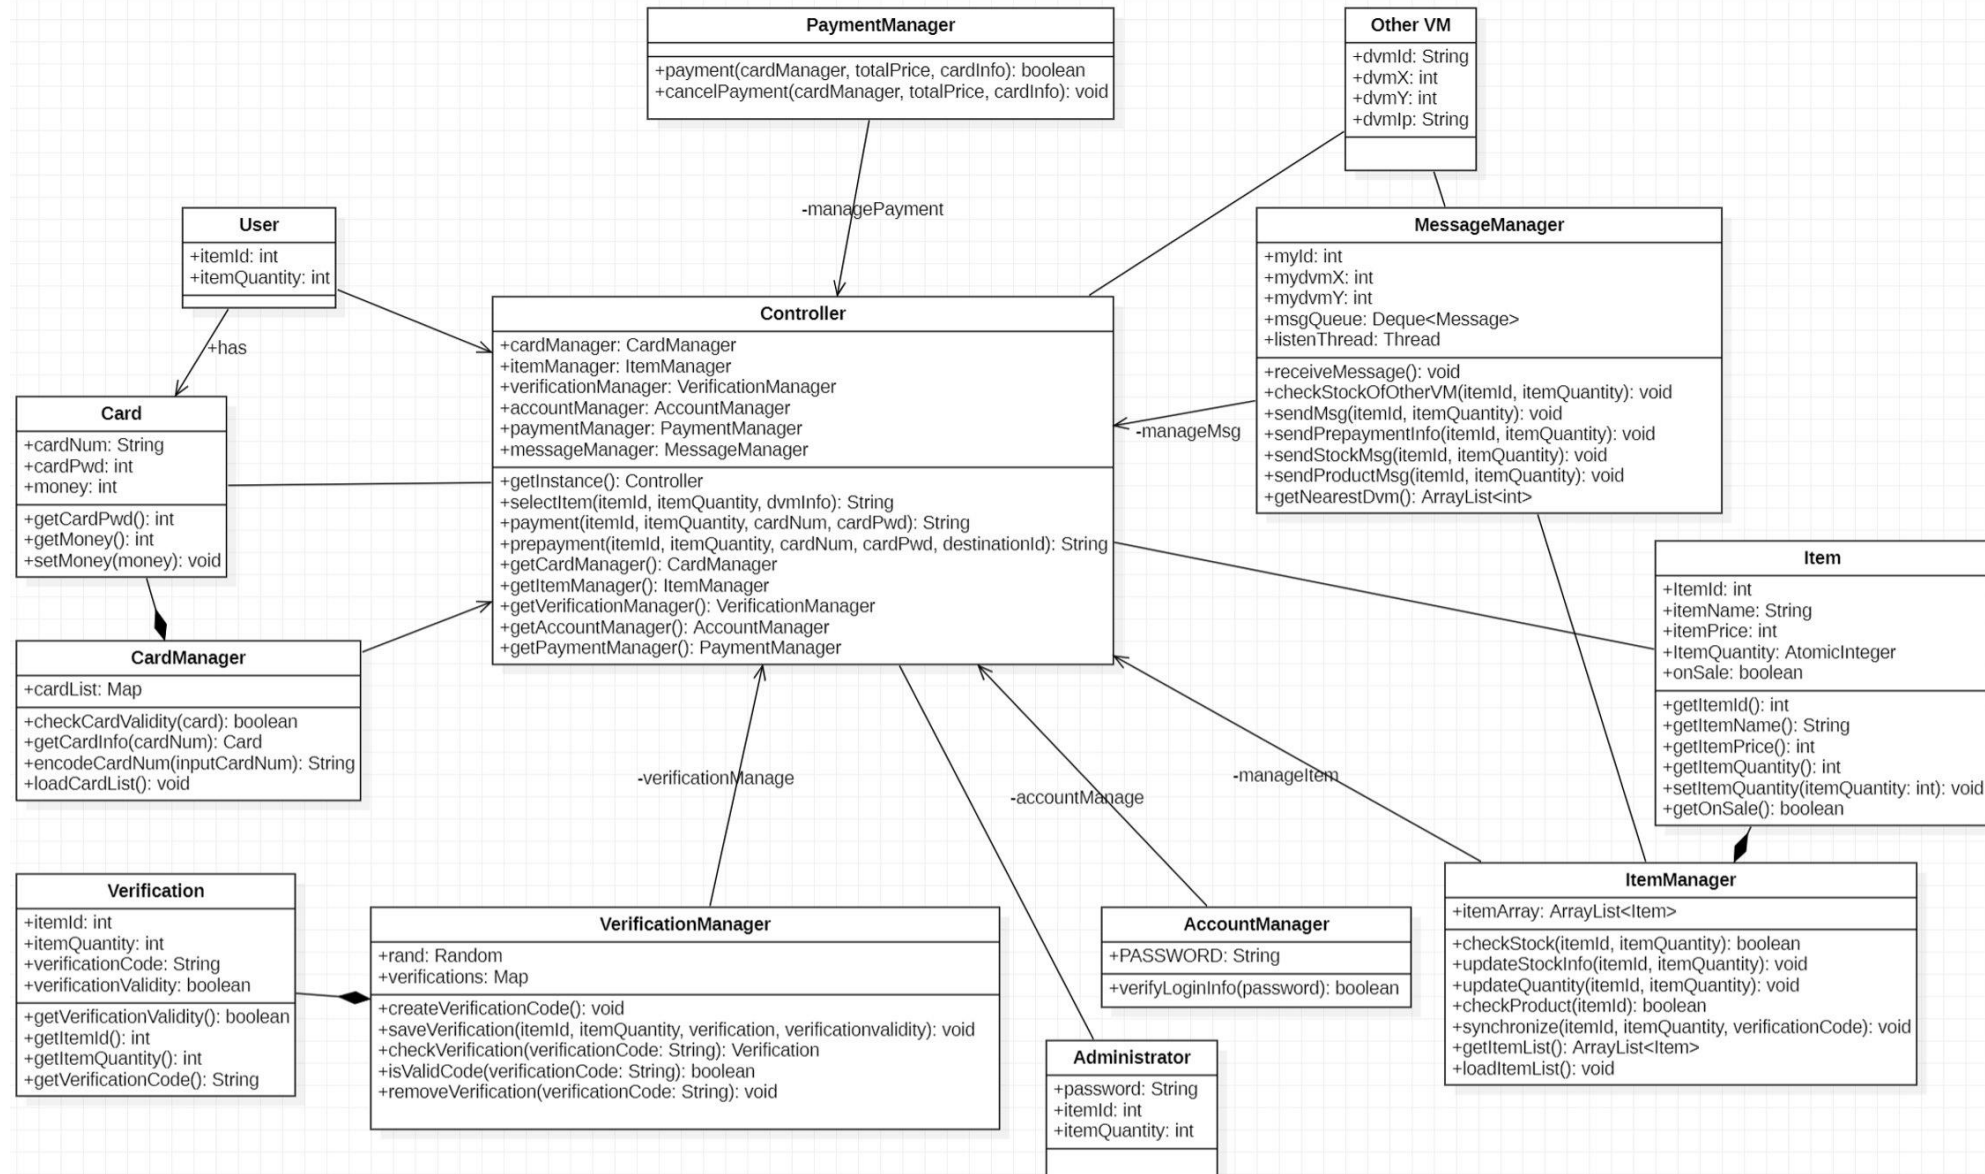 PaymentManager
+payment(cardManager, totalPrice, cardInfo): boolean
+cancelPayment(cardManager, totalPrice, cardInfo): void
Other VM
+dvmId: String
+dvmX: int
+dvmY: int
+dvmIp: String
-managePayment
User
+itemId: int
+itemQuantity: int
+has
MessageManager
+myId: int
+mydvmX: int
+mydvmY: int
+msgQueue: Deque<Message>
+listenThread: Thread
+receiveMessage(): void
+checkStockOfOtherVM(itemId, itemQuantity): void
+sendMsg(itemId, itemQuantity): void
+sendPrepaymentInfo(itemId, itemQuantity): void
+sendStockMsg(itemId, itemQuantity): void
+sendProductMsg(itemId, itemQuantity): void
+getNearestDvm(): ArrayList<int>
Controller
+cardManager: CardManager
+itemManager: ItemManager
+verificationManager: VerificationManager
+accountManager: AccountManager
+paymentManager: PaymentManager
+messageManager: MessageManager
+getInstance(): Controller
+selectItem(itemId, itemQuantity, dvmInfo): String
+payment(itemId, itemQuantity, cardNum, cardPwd): String
+prepayment(itemId, itemQuantity, cardNum, cardPwd, destinationId): String
+getCardManager(): CardManager
+getItemManager(): ItemManager
+getVerificationManager(): VerificationManager
+getAccountManager(): AccountManager
+getPaymentManager(): PaymentManager
-manageMsg
Card
+cardNum: String
+cardPwd: int
+money: int
+getCardPwd(): int
+getMoney(): int
+setMoney(money): void
Item
+ItemId: int
+itemName: String
+itemPrice: int
+ItemQuantity: AtomicInteger
+onSale: boolean
+getItemId(): int
+getItemName(): String
+getItemPrice(): int
+getItemQuantity(): int
+setItemQuantity(itemQuantity: int): void
+getOnSale(): boolean
CardManager
+cardList: Map
+checkCardValidity(card): boolean
+getCardInfo(cardNum): Card
+encodeCardNum(inputCardNum): String
+loadCardList(): void
-verificationManage
-accountManage
-manageItem
Verification
+itemId: int
+itemQuantity: int
+verificationCode: String
+verificationValidity: boolean
+getVerificationValidity(): boolean
+getItemId(): int
+getItemQuantity(): int
+getVerificationCode(): String
VerificationManager
+rand: Random
+verifications: Map
+createVerificationCode(): void
+saveVerification(itemId, itemQuantity, verification, verificationvalidity): void
+checkVerification(verificationCode: String): Verification
+isValidCode(verificationCode: String): boolean
+removeVerification(verificationCode: String): void
AccountManager
+PASSWORD: String
+verifyLoginInfo(password): boolean
ItemManager
+itemArray: ArrayList<Item>
+checkStock(itemId, itemQuantity): boolean
+updateStockInfo(itemId, itemQuantity): void
+updateQuantity(itemId, itemQuantity): void
+checkProduct(itemId): boolean
+synchronize(itemId, itemQuantity, verificationCode): void
+getItemList(): ArrayList<Item>
+loadItemList(): void
Administrator
+password: String
+itemId: int
+itemQuantity: int